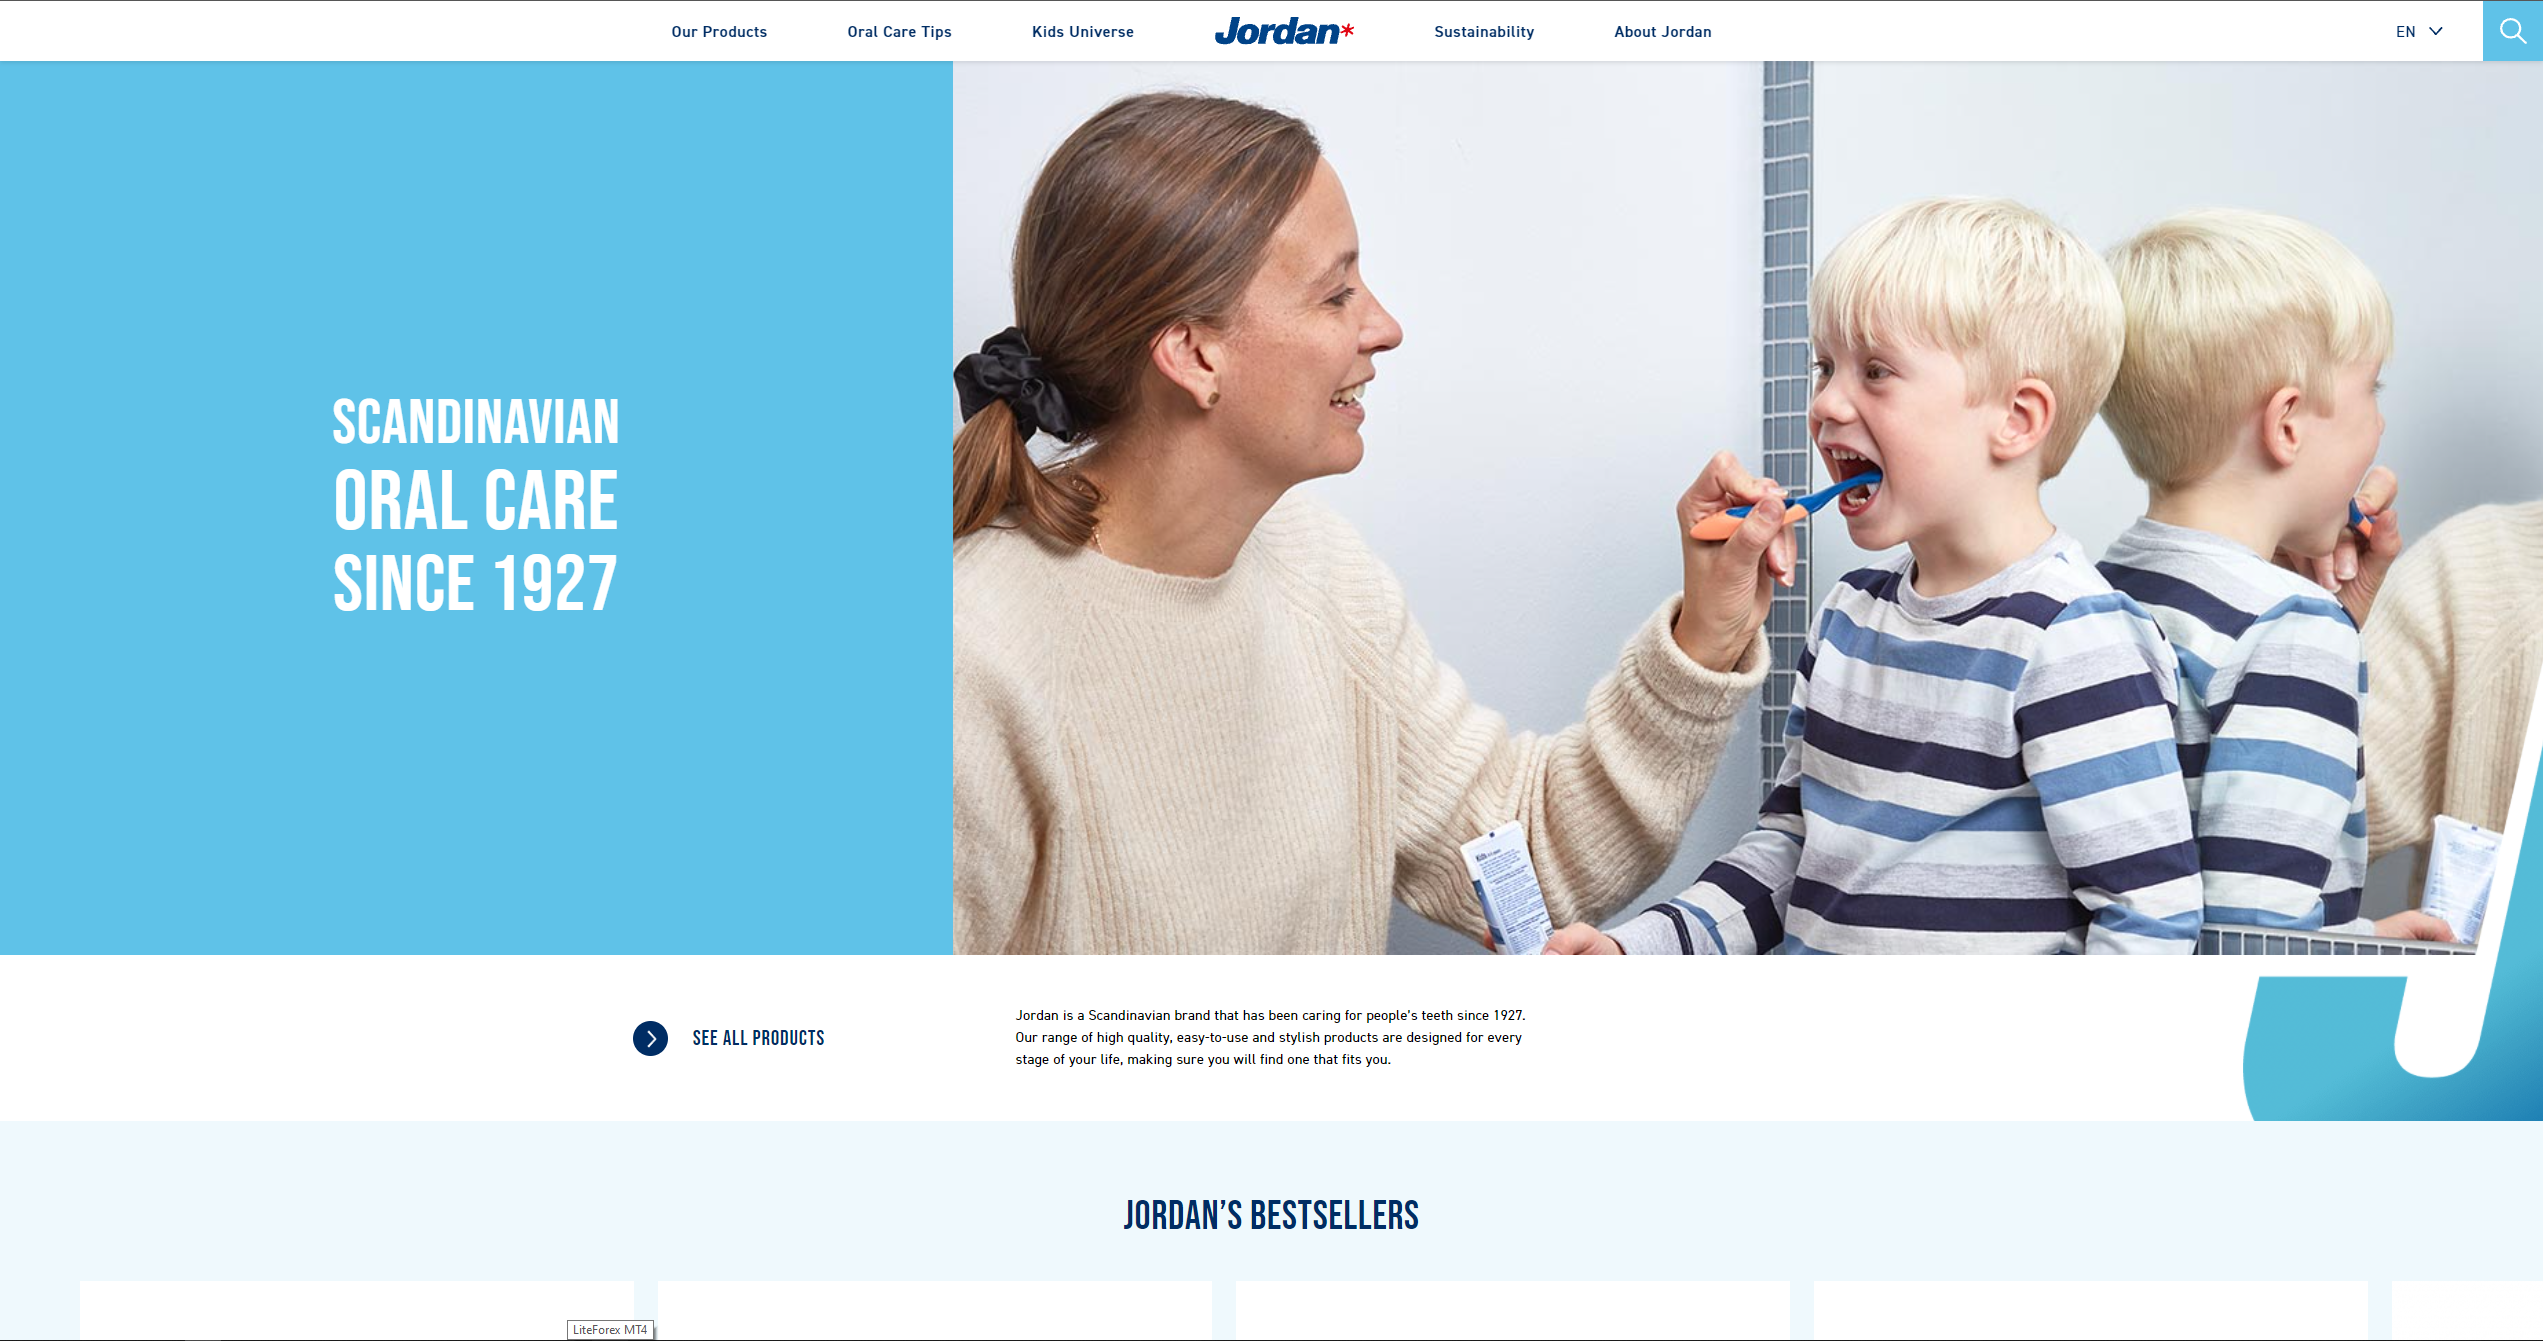 Our Products
Oral Care Tips
Kids Universe
Jordan*
Sustainability
About Jordan
EN
SCANDINAVIAN
ORAL CARE
SINCE 1927
Kids
SEE ALL PRODUCTS
Jordan is a Scandinavian brand that has been caring for people's teeth since 1927.
Our range of high quality, easy-to-use and stylish products are designed for every
stage of your life, making sure you will find one that fits you.
JORDAN'S BESTSELLERS
LiteForex MT4